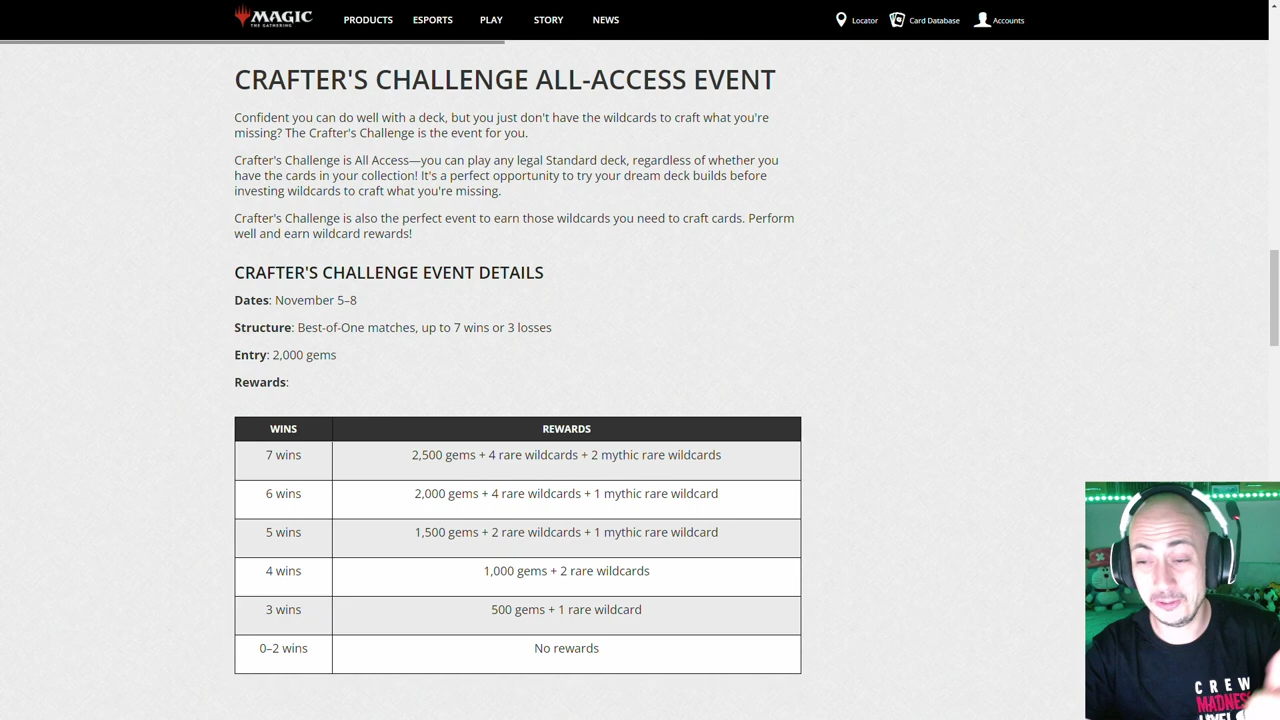 MAGIC
THE GATHERING
PRODUCTS ESPORTS PLAY STORY NEWS Locator Card Database Accounts
CRAFTER'S CHALLENGE ALL-ACCESS EVENT
Confident you can do well with a deck, but you just don't have the wildcards to craft what you're
missing? The Crafter's Challenge is the event for you.
Crafter's Challenge is All Access—you can play any legal Standard deck, regardless of whether you
have the cards in your collection! It's a perfect opportunity to try your dream deck builds before
investing wildcards to craft what you're missing.
Crafter's Challenge is also the perfect event to earn those wildcards you need to craft cards. Perform
well and earn wildcard rewards!
CRAFTER'S CHALLENGE EVENT DETAILS
Dates: November 5–8
Structure: Best-of-One matches, up to 7 wins or 3 losses
Entry: 2,000 gems
Rewards:
WINS REWARDS
7 wins 2,500 gems + 4 rare wildcards + 2 mythic rare wildcards
6 wins 2,000 gems + 4 rare wildcards + 1 mythic rare wildcard
5 wins 1,500 gems + 2 rare wildcards + 1 mythic rare wildcard
4 wins 1,000 gems + 2 rare wildcards
3 wins 500 gems + 1 rare wildcard
0–2 wins No rewards
CREW
MADNESS